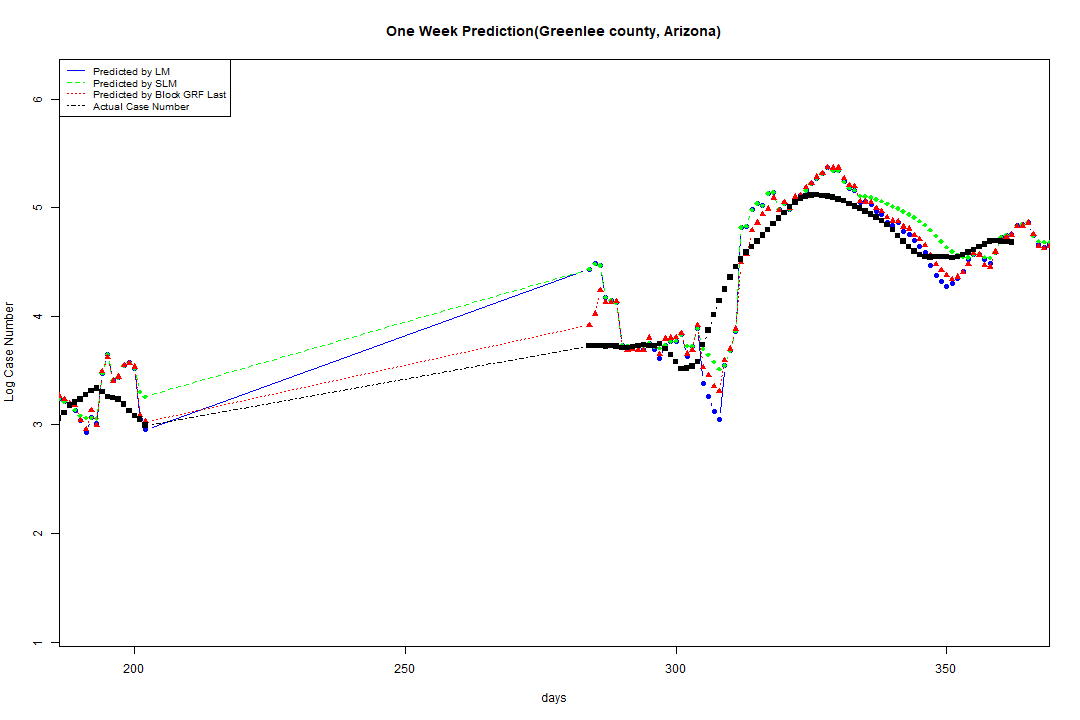 One Week Prediction(Greenlee county, Arizona)
Predicted by LM
Predicted by SLM
Predicted by Block GRF Last
Actual Case Number
6
5
4
3
2
1
Log Case Number
200
250
300
350
days